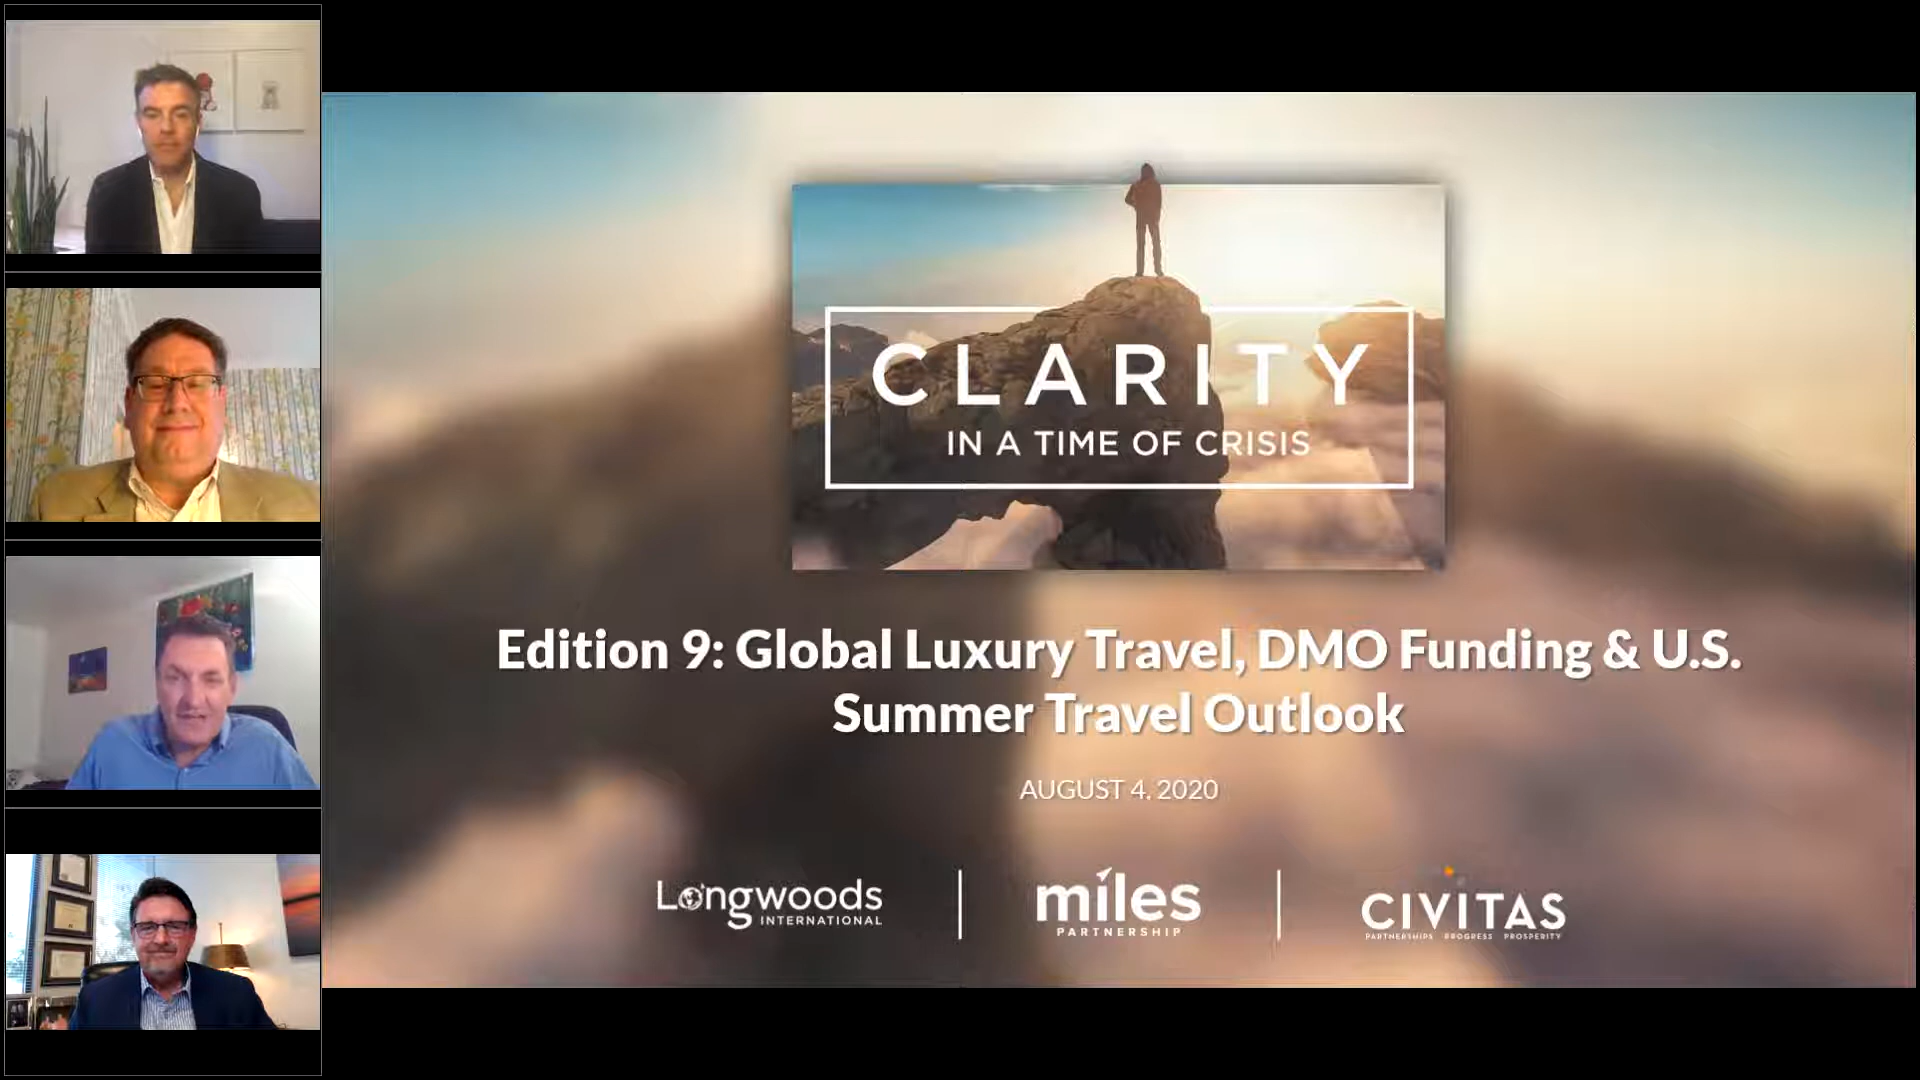 CLARITY
IN A TIME OF CRISIS
Edition 9: Global Luxury Travel, DMO Funding & U.S.
Summer Travel Outlook
AUGUST 4, 2020
Longwoods
INTERNATIONAL
miles
PARTNERSHIP
CIVITAS
PARTNERSHIPS PROGRESS PROSPERITY